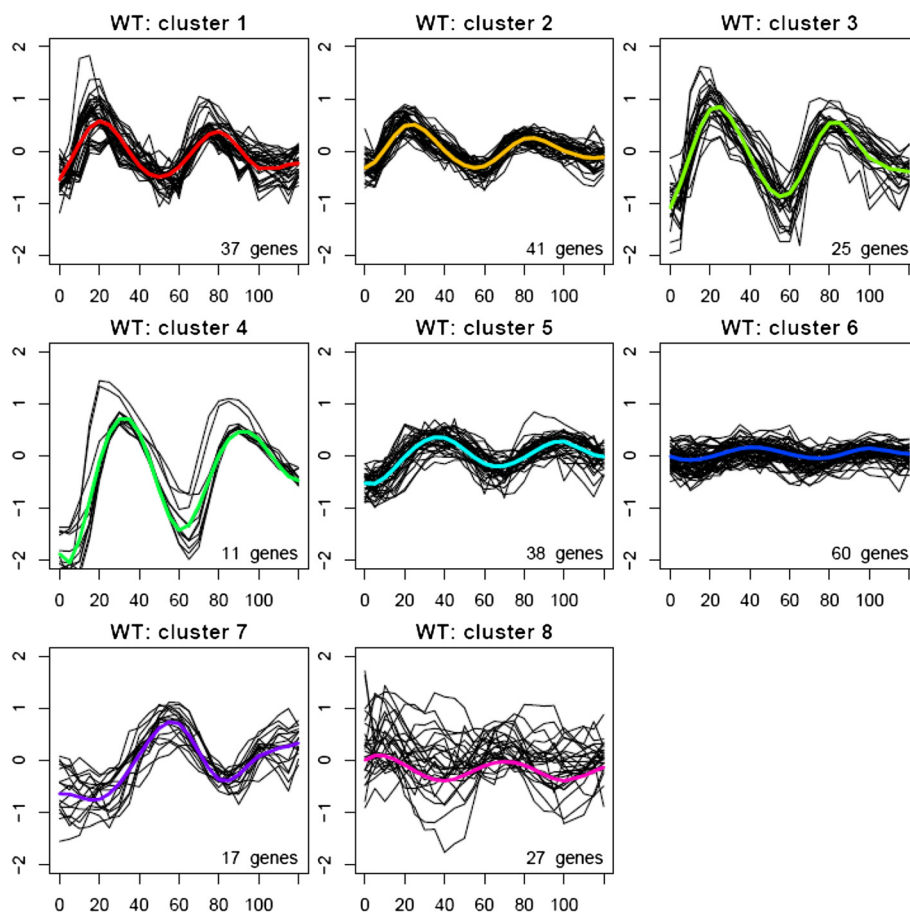 WT: cluster 1 WT: cluster 2 WT: cluster 3
2 2 2
1 1 1
0 0 0
-1 -1 -1
-2 -2 -2
37 genes 41 genes 25 genes
0 20 40 60 80 100 0 20 40 60 80 100 0 20 40 60 80 100
WT: cluster 4 WT: cluster 5 WT: cluster 6
2 2 2
1 1 1
0 0 0
-1 -1 -1
-2 -2 -2
11 genes 38 genes 60 genes
0 20 40 60 80 100 0 20 40 60 80 100 0 20 40 60 80 100
WT: cluster 7 WT: cluster 8
2 2
1 1
0 0
-1 -1
-2 -2
17 genes 27 genes
0 20 40 60 80 100 0 20 40 60 80 100